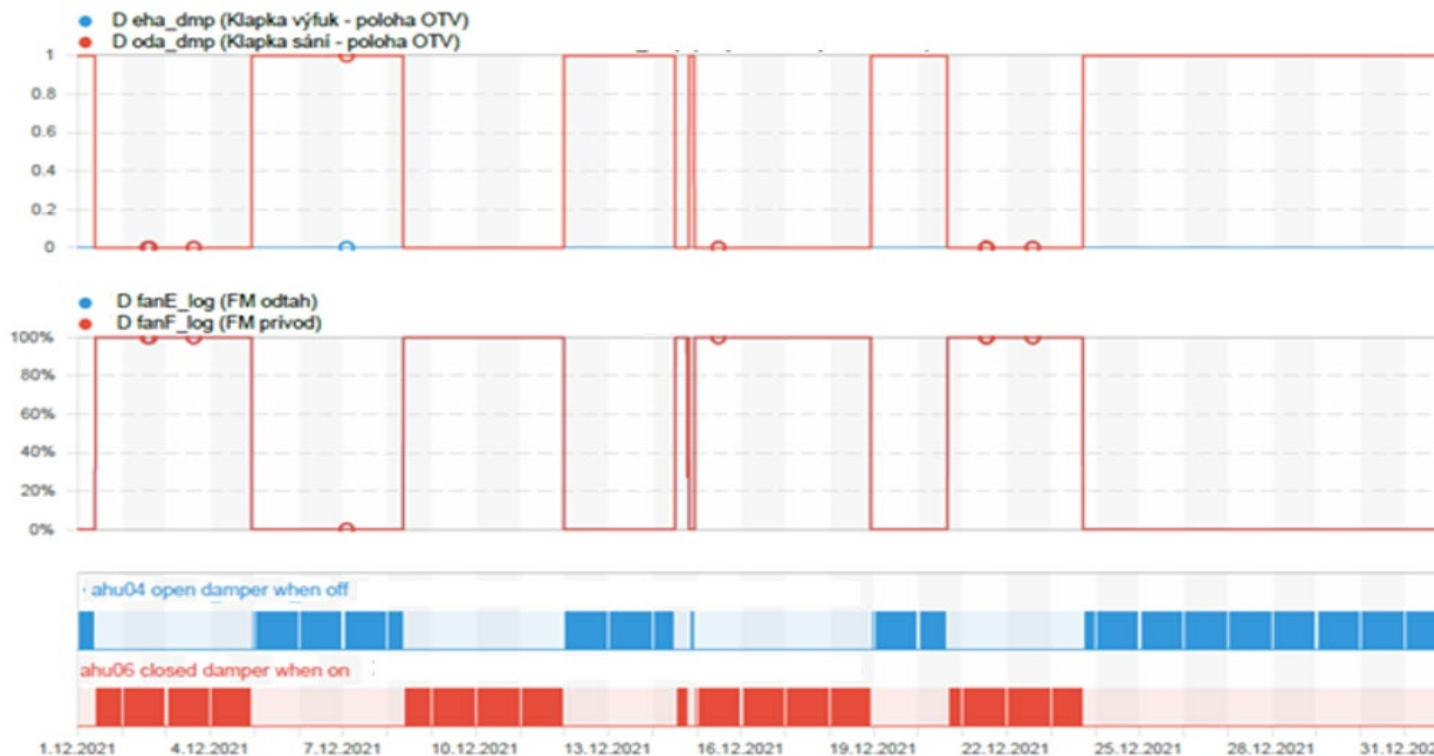 D eha_dmp (Klapka výfuk - poloha OTV)
D oda_dmp (Klapka sání - poloha OTV)
1
0.8
0.6
0.4
0.2
0
D fanE_log (FM odtah)
D fanF_log (FM prívod)
100%
80%
60%
40%
20%
0%
ahu04 open damper when off
ahu06 closed damper when on
1.12.2021 4.12.2021 7.12.2021 10.12.2021 13.12.2021 16.12.2021 19.12.2021 22.12.2021 25.12.2021 28.12.2021 31.12.202